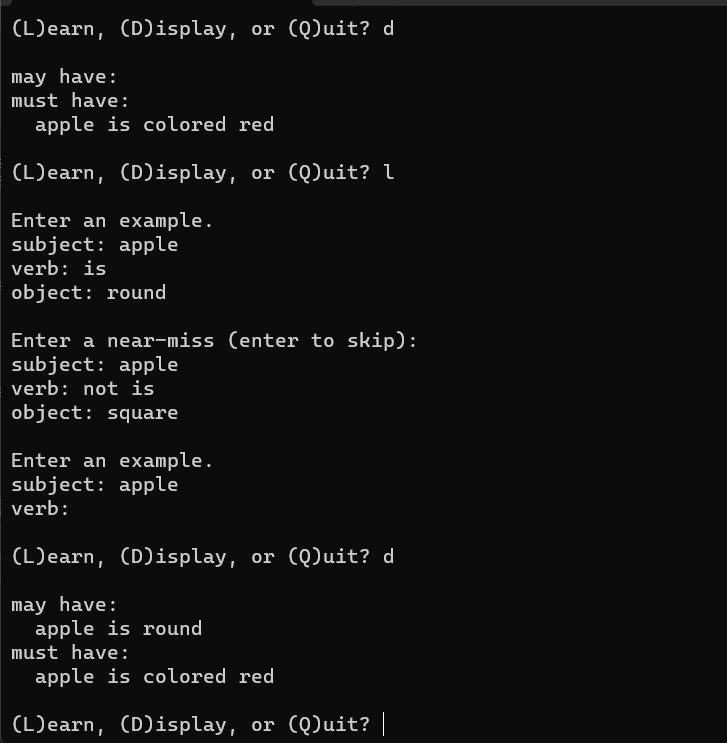 (L)earn, (D)isplay, or (Q)uit? d
may have:
must have:
apple is colored red
(L)earn, (D)isplay, or (Q)uit? l
Enter an example.
subject: apple
verb: is
object: round
Enter a near-miss (enter to skip):
subject: apple
verb: not is
object: square
Enter an example.
subject: apple
verb:
(L)earn, (D)isplay, or (Q)uit? d
may have:
apple is round
must have:
apple is colored red
(L)earn, (D)isplay, or (Q)uit?